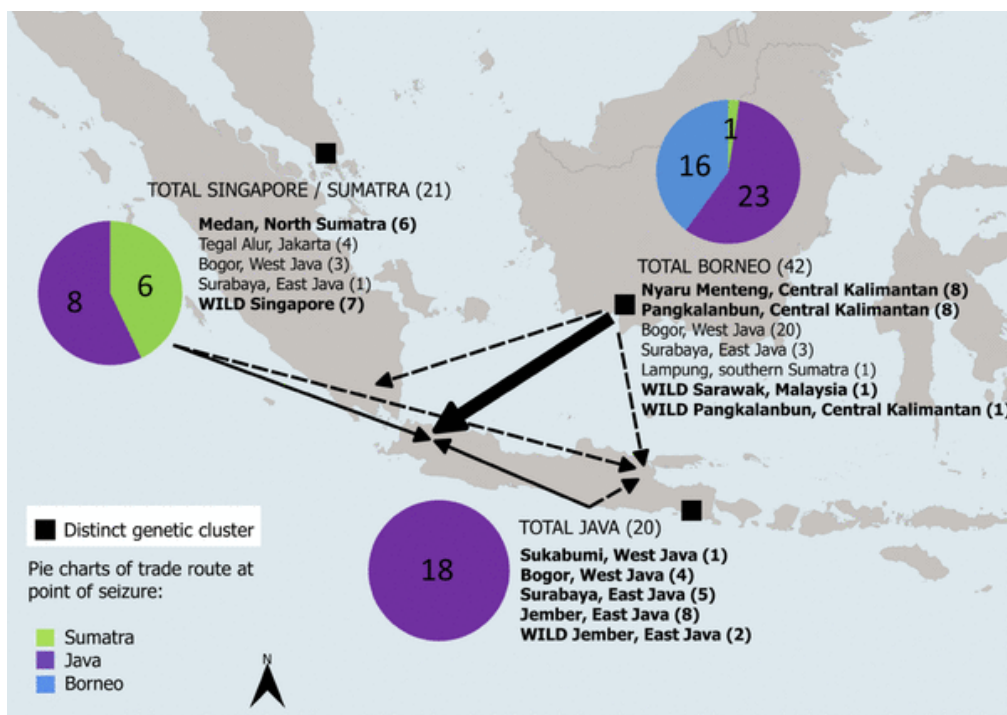 1
16
23
TOTAL SINGAPORE / SUMATRA (21)
Medan, North Sumatra (6)
Tegal Alur, Jakarta (4)
Bogor, West Java (3)
Surabaya, East Java (1)
WILD Singapore (7)
8
6
TOTAL BORNEO (42)
Nyaru Menteng, Central Kalimantan (8)
Pangkalanbun, Central Kalimantan (8)
Bogor, West Java (20)
Surabaya, East Java (3)
Lampung, southern Sumatra (1)
WILD Sarawak, Malaysia (1)
WILD Pangkalanbun, Central Kalimantan (1)
18
TOTAL JAVA (20)
Sukabumi, West Java (1)
Bogor, West Java (4)
Surabaya, East Java (5)
Jember, East Java (8)
WILD Jember, East Java (2)
Distinct genetic cluster
Pie charts of trade route at
point of seizure:
Sumatra
Java
Borneo
N